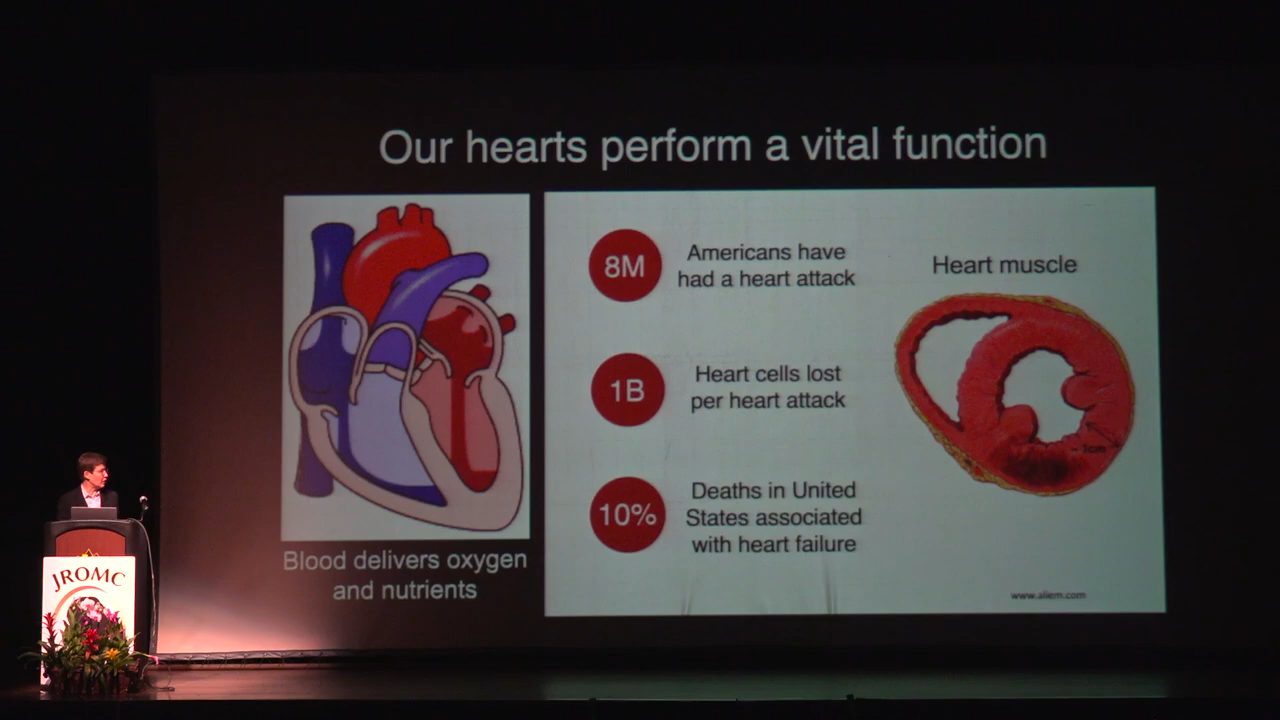 Our hearts perform a vital function
Blood delivers oxygen
and nutrients
8M
Americans have
had a heart attack
1B
Heart cells lost
per heart attack
10%
Deaths in United
States associated
with heart failure
Heart muscle
~ 1cm
www.aliem.com
JROMC